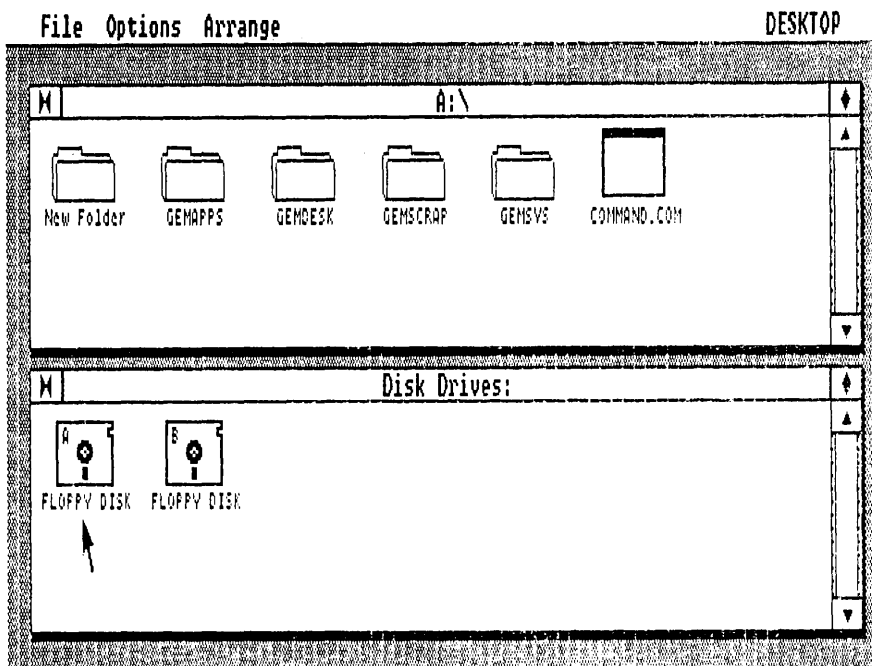 File Options Arrange DESKTOP
A:\
New Folder GEMAPPS GEMDESK GEMSCRAP GEMSYS COMMAND.COM
Disk Drives:
A B
FLOPPY DISK FLOPPY DISK